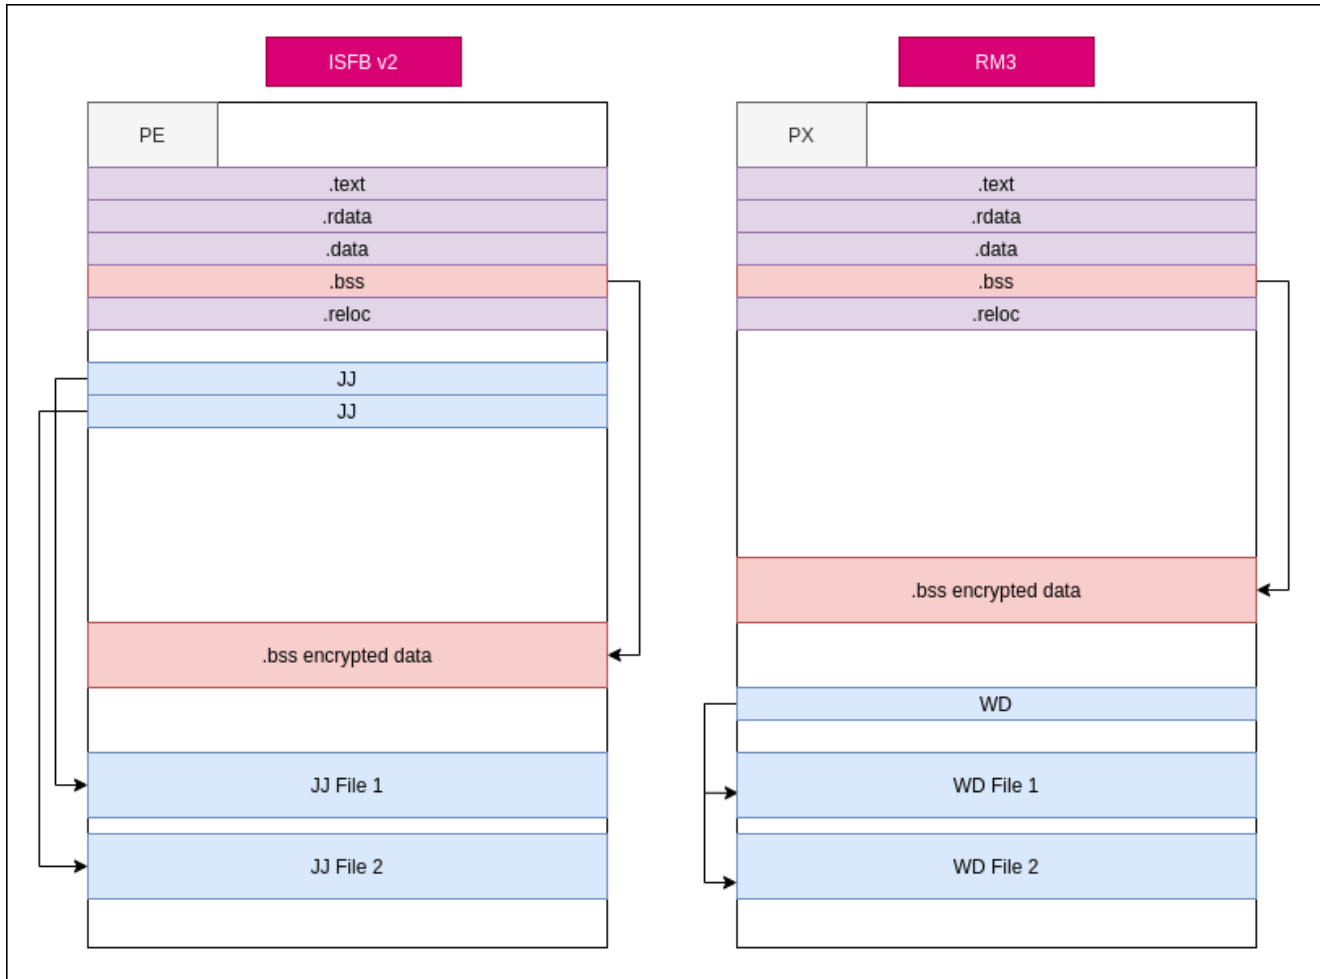 ISFB v2
PE
.text
.rdata
.data
.bss
.reloc
JJ
JJ
.bss encrypted data
JJ File 1
JJ File 2
RM3
PX
.text
.rdata
.data
.bss
.reloc
.bss encrypted data
WD
WD File 1
WD File 2